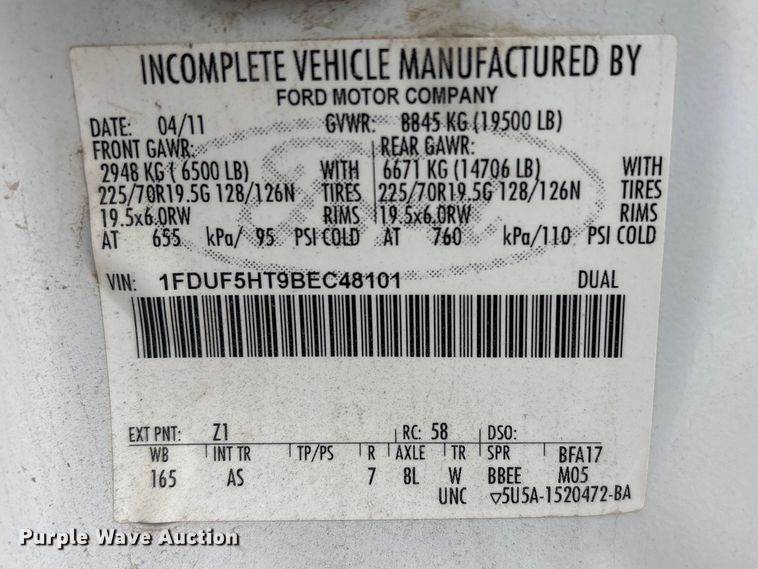 INCOMPLETE VEHICLE MANUFACTURED BY
FORD MOTOR COMPANY
DATE: 04/11 GVWR: 8845 KG (19500 LB)
FRONT GAWR: REAR GAWR:
2948 KG ( 6500 LB) WITH 6671 KG (14706 LB) WITH
225/70R19.5G 128/126N TIRES 225/70R19.5G 128/126N TIRES
19.5x6.0RW RIMS 19.5x6.0RW RIMS
AT 655 kPa/ 95 PSI COLD AT 760 kPa/110 PSI COLD
VIN: 1FDUF5HT9BEC48101 DUAL
EXT PNT: Z1 RC: 58 DSO:
WB INT TR TP/PS R AXLE TR SPR BFA17
165 AS 7 8L W BBEE M05
UNC ▽5U5A-1520472-BA
Purple Wave Auction